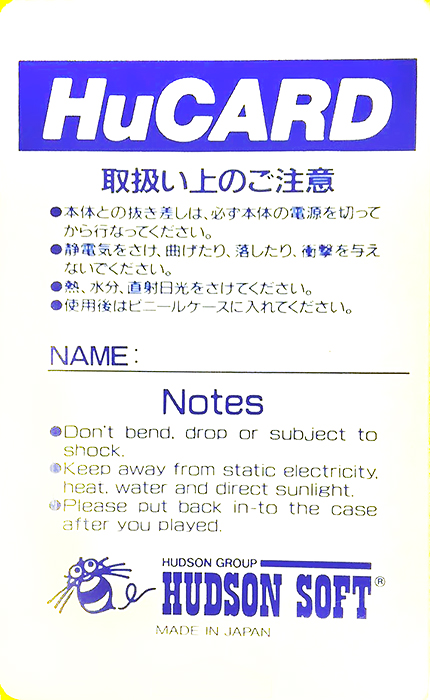 HuCARD
取扱い上のご注意
●本体との抜き差しは、必ず本体の電源を切って
から行なってください。
●静電気をさけ、曲げたり、落したり、衝撃を与え
ないでください。
●熱、水分、直射日光をさけてください。
●使用後はビニールケースに入れてください。
NAME:
Notes
●Don't bend, drop or subject to
shock.
●Keep away from static electricity,
heat, water and direct sunlight.
●Please put back in-to the case
after you played.
HUDSON GROUP
HUDSON SOFT®
MADE IN JAPAN